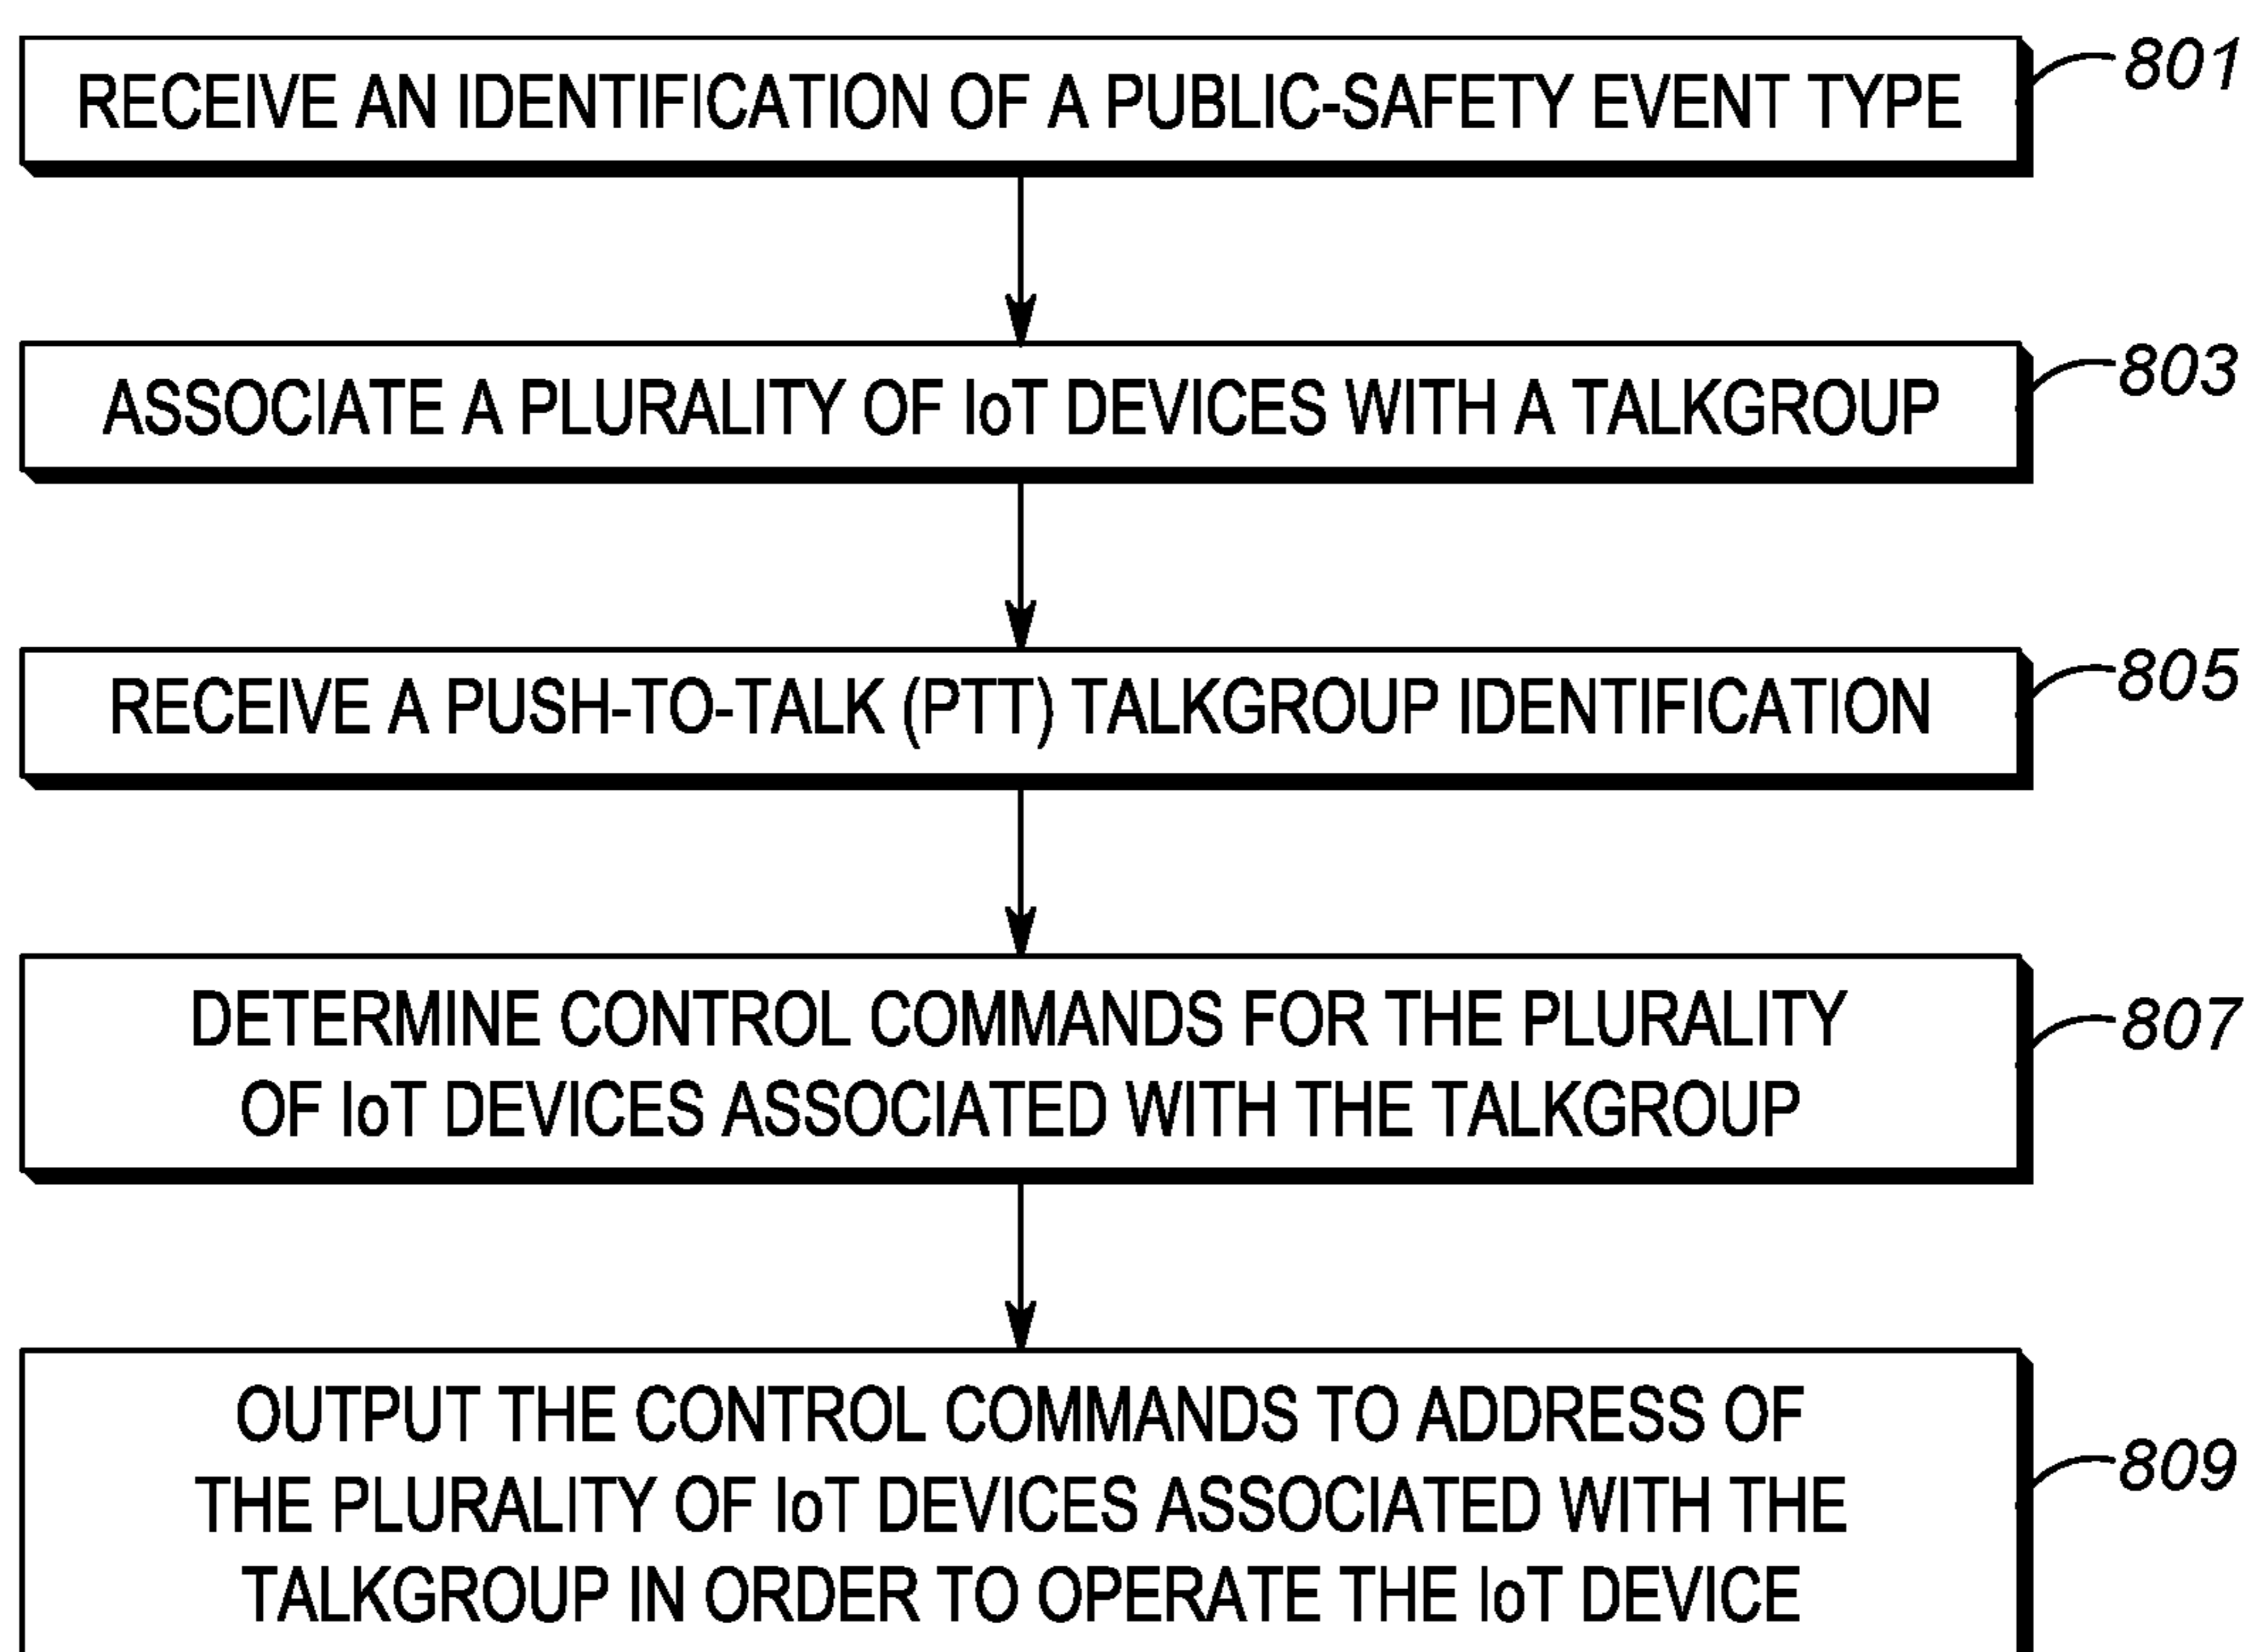 RECEIVE AN IDENTIFICATION OF A PUBLIC-SAFETY EVENT TYPE
801
ASSOCIATE A PLURALITY OF IoT DEVICES WITH A TALKGROUP
803
RECEIVE A PUSH-TO-TALK (PTT) TALKGROUP IDENTIFICATION
805
DETERMINE CONTROL COMMANDS FOR THE PLURALITY
OF IoT DEVICES ASSOCIATED WITH THE TALKGROUP
807
OUTPUT THE CONTROL COMMANDS TO ADDRESS OF
THE PLURALITY OF IoT DEVICES ASSOCIATED WITH THE
TALKGROUP IN ORDER TO OPERATE THE IoT DEVICE
809